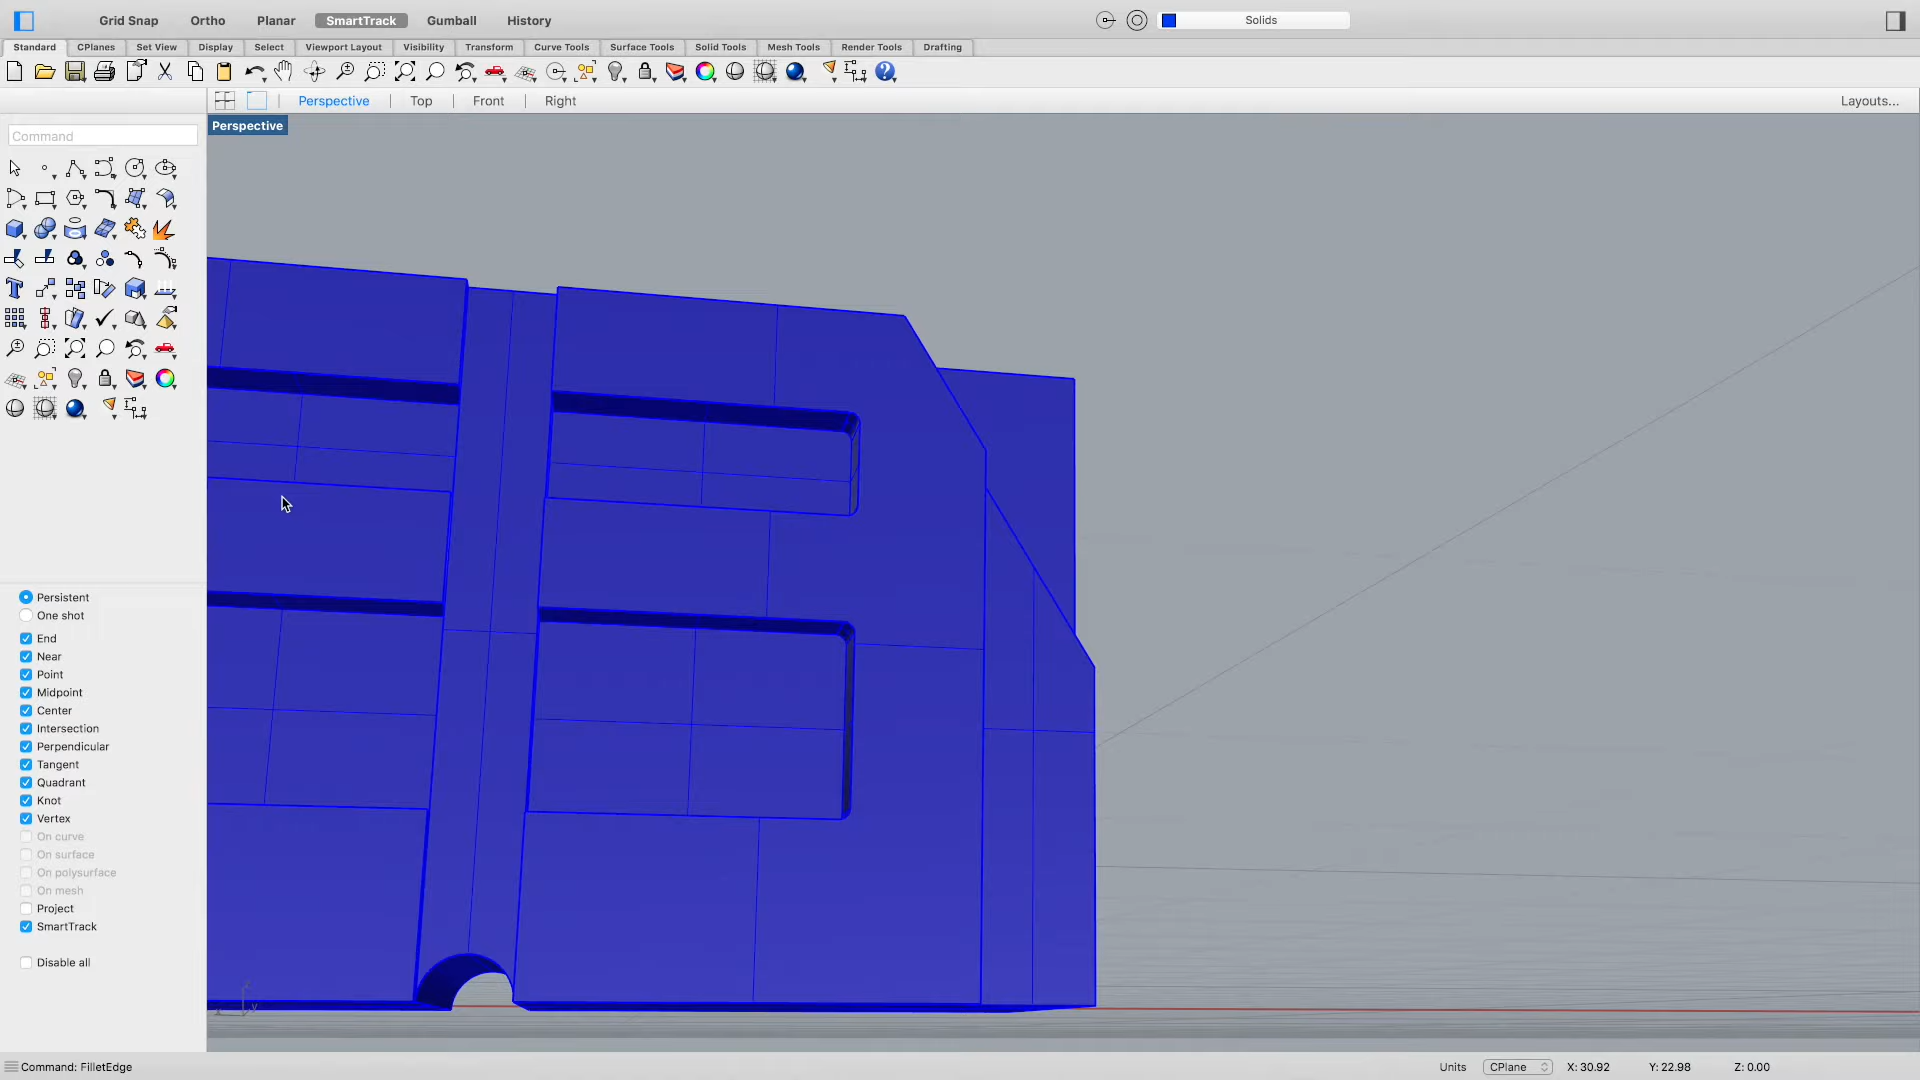 Grid Snap Ortho Planar SmartTrack Gumball History Solids
Standard CPlanes Set View Display Select Viewport Layout Visibility Transform Curve Tools Surface Tools Solid Tools Mesh Tools Render Tools Drafting
Perspective Top Front Right Layouts...
Perspective
Command
Persistent
One shot
End
Near
Point
Midpoint
Center
Intersection
Perpendicular
Tangent
Quadrant
Knot
Vertex
On curve
On surface
On polysurface
On mesh
Project
SmartTrack
Disable all
Command: FilletEdge Units CPlane X: 30.92 Y: 22.98 Z: 0.00